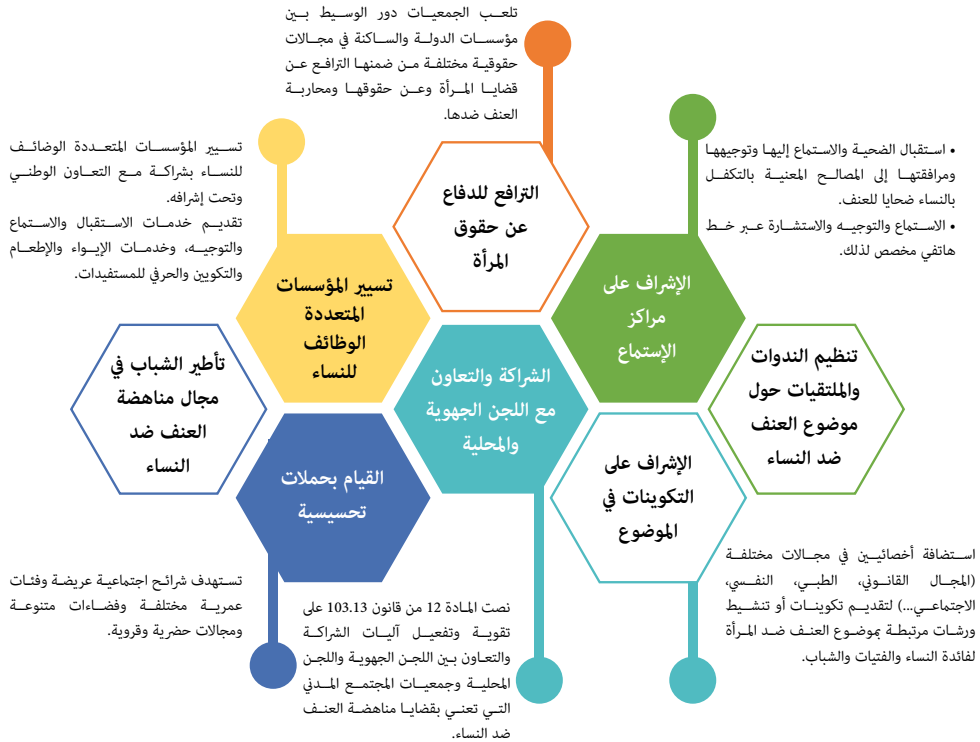 تلعب الجمعيات دور الوسيط بين
مؤسسات الدولة والساكنة في مجالات
حقوقية مختلفة من ضمنها الترافع عن
قضايا المرأة وعن حقوقها ومحاربة
العنف ضدها.
• استقبال الضحية والاستماع إليها وتوجيهها
ومرافقتها إلى المصالح المعنية بالتكفل
بالنساء ضحايا للعنف.
• الاستماع والتوجيه والاستشارة عبر خط
هاتفي مخصص لذلك.
تسيير المؤسسات المتعددة الوضائف
للنساء بشراكة مع التعاون الوطني
وتحت إشرافه.
تقديم خدمات الاستقبال والاستماع
والتوجيه، وخدمات الإيواء والإطعام
والتكوين والحرفي للمستفيدات.
الترافع للدفاع
عن حقوق
المرأة
الإشراف على
مراكز
الإستماع
تسيير المؤسسات
المتعددة
الوظائف
للنساء
تنظيم الندوات
والملتقيات حول
موضوع العنف
ضد النساء
الشراكة والتعاون
مع اللجن الجهوية
والمحلية
تأطير الشباب في
مجال مناهضة
العنف ضد
النساء
الإشراف على
التكوينات في
الموضوع
القيام بحملات
تحسيسية
استضافة أخصائيين في مجالات مختلفة
(المجال القانوني، الطبي، النفسي،
الاجتماعي...) لتقديم تكوينات أو تنشيط
ورشات مرتبطة بموضوع العنف ضد المرأة
لفائدة النساء والفتيات والشباب.
نصت المادة 12 من قانون 103.13 على
تقوية وتفعيل آليات الشراكة
والتعاون بين اللجن الجهوية واللجن
المحلية وجمعيات المجتمع المدني
التي تعني بقضايا مناهضة العنف
ضد النساء.
تستهدف شرائح اجتماعية عريضة وفئات
عمرية مختلفة وفضاءات متنوعة
ومجالات حضرية وقروية.